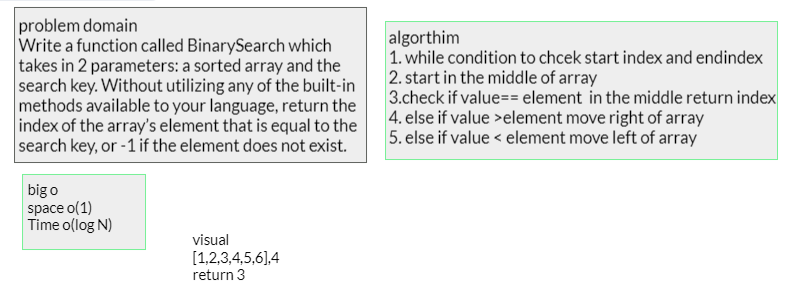 problem domain
Write a function called BinarySearch which
takes in 2 parameters: a sorted array and the
search key. Without utilizing any of the built-in
methods available to your language, return the
index of the array's element that is equal to the
search key, or -1 if the element does not exist.
algorthim
1. while condition to chcek start index and endindex
2. start in the middle of array
3.check if value== element in the middle return index
4. else if value >element move right of array
5. else if value < element move left of array
big o
space o(1)
Time o(log N)
visual
[1,2,3,4,5,6],4
return 3